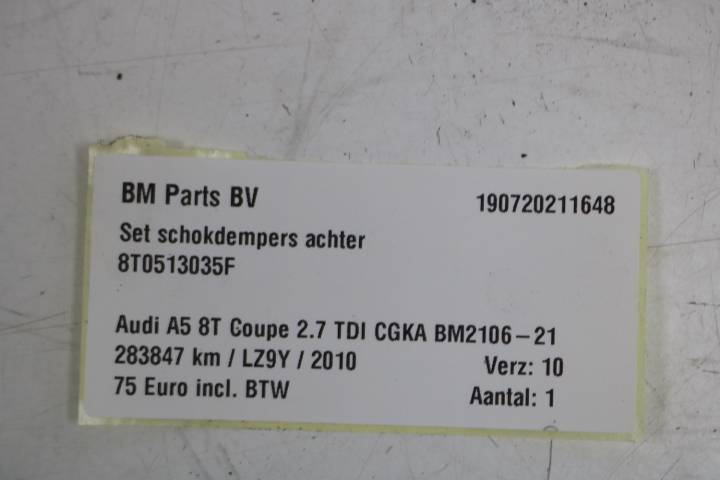 BM Parts BV 190720211648
Set schokdempers achter
8T0513035F
Audi A5 8T Coupe 2.7 TDI CGKA BM2106-21
283847 km / LZ9Y / 2010 Verz: 10
75 Euro incl. BTW Aantal: 1